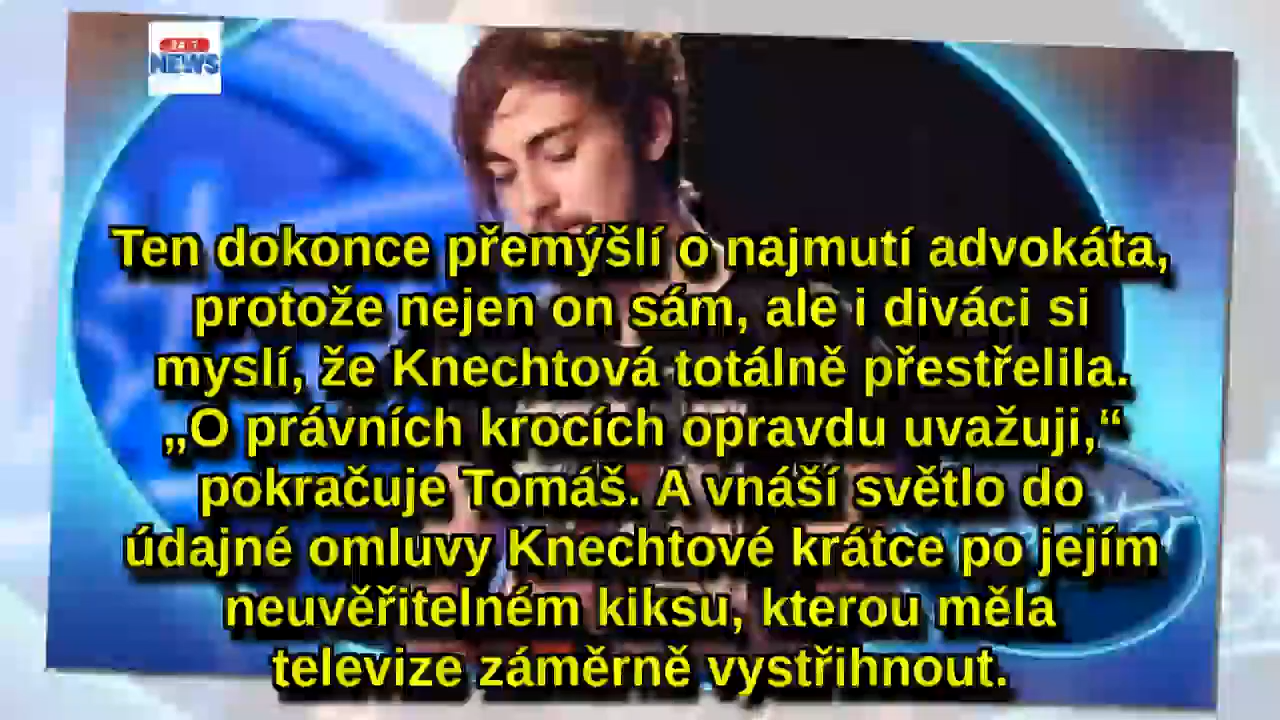 24/7
NEWS
Ten dokonce přemýšlí o najmutí advokáta,
protože nejen on sám, ale i diváci si
myslí, že Knechtová totálně přestřelila.
„O právních krocích opravdu uvažuji,“
pokračuje Tomáš. A vnáší světlo do
údajné omluvy Knechtové krátce po jejím
neuvěřitelném kiksu, kterou měla
televize záměrně vystřihnout.